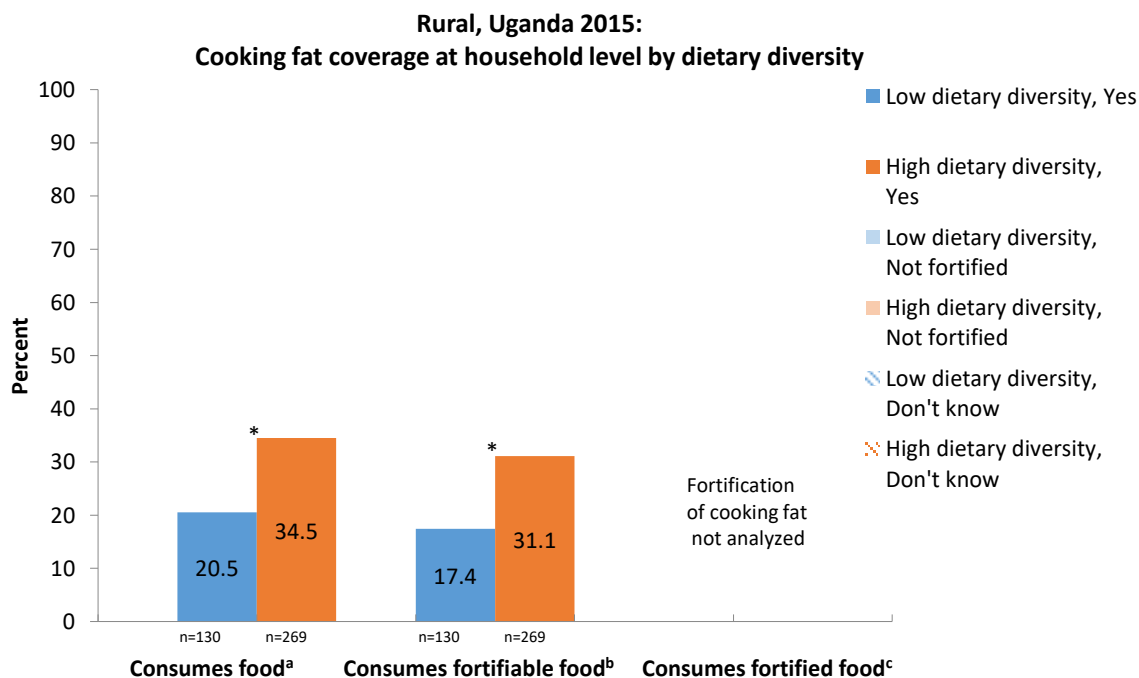 Rural, Uganda 2015:
Cooking fat coverage at household level by dietary diversity
100
90
80
70
60
50
40
30
20
10
0
Percent
*
20.5
34.5
*
17.4
31.1
Fortification
of cooking fat
not analyzed
n=130
n=269
n=130
n=269
Consumes foodᵃ
Consumes fortifiable foodᵇ
Consumes fortified foodᶜ
Low dietary diversity, Yes
High dietary diversity,
Yes
Low dietary diversity,
Not fortified
High dietary diversity,
Not fortified
Low dietary diversity,
Don't know
High dietary diversity,
Don't know